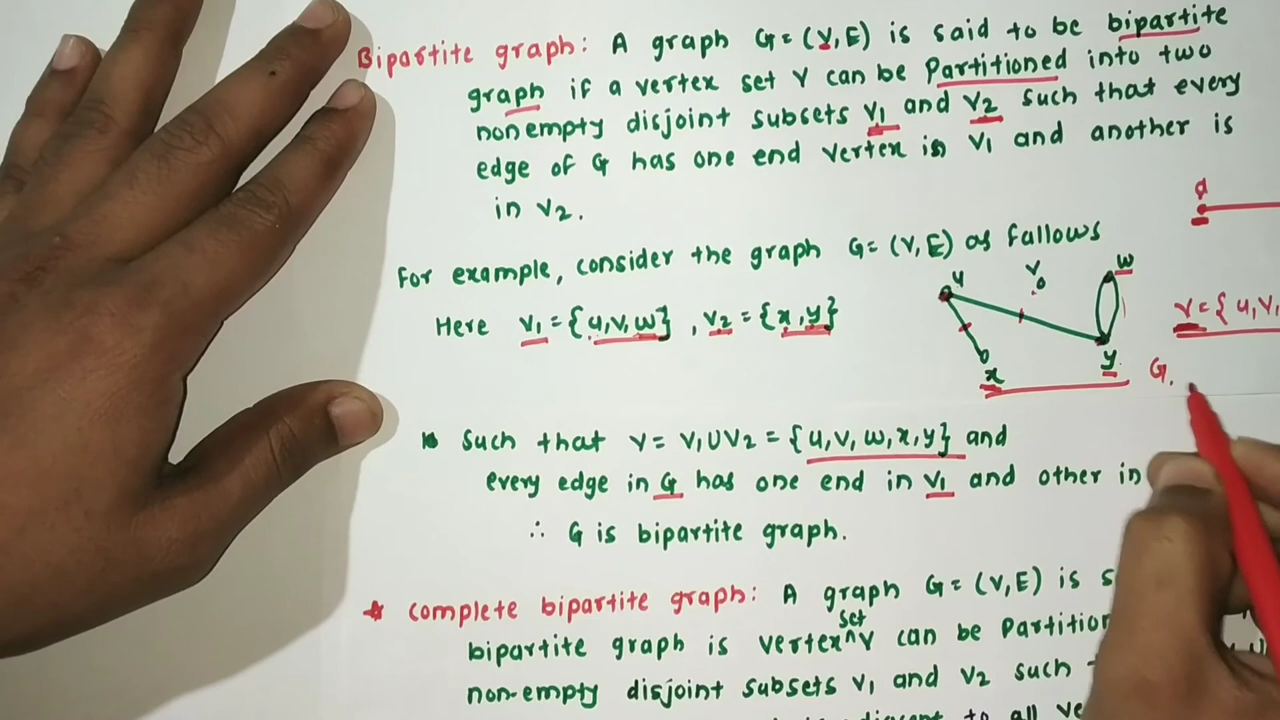 Bipartite graph: A graph G = (V,E) is said to be bipartite
graph if a vertex set V can be Partitioned into two
nonempty disjoint subsets V1 and V2 such that every
edge of G has one end vertex in V1 and another is
in V2.
For example, consider the graph G = (V,E) as fallows
Here V1 = {u,v,w} , V2 = {x,y}
u
v
w
x
y
G.
a
V = {u,v,
Such that V = V1UV2 = {u,v,w,x,y} and
every edge in G has one end in V1 and other in
∴ G is bipartite graph.
* Complete bipartite graph: A graph G = (V,E) is s
set
bipartite graph is vertex^V can be Partition
non-empty disjoint subsets V1 and V2 such
to all ve